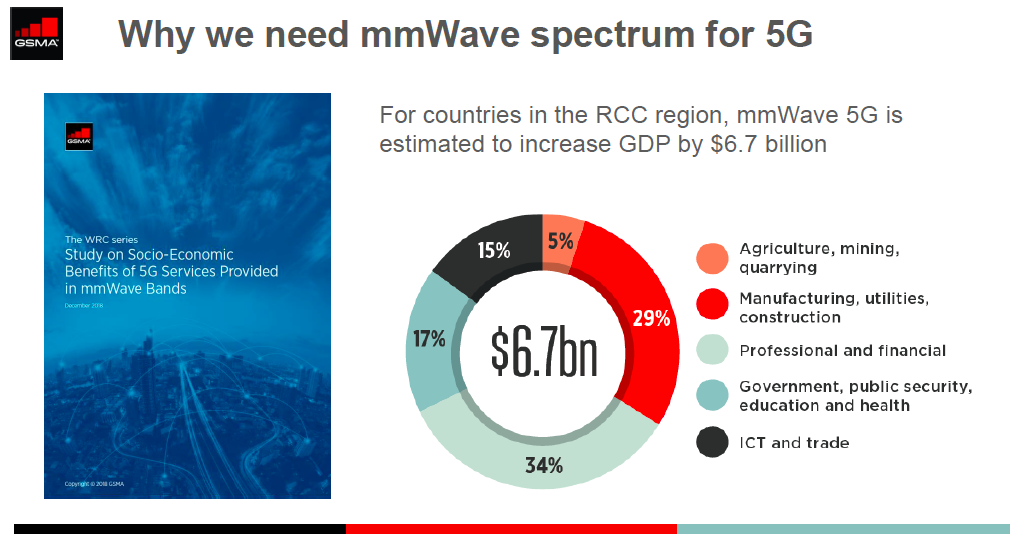 GSMA™
Why we need mmWave spectrum for 5G
GSMA™
The WRC series
Study on Socio-Economic
Benefits of 5G Services Provided
in mmWave Bands
December 2018
Copyright © 2018 GSMA
For countries in the RCC region, mmWave 5G is
estimated to increase GDP by $6.7 billion
15%
5%
29%
17%
34%
$6.7bn
Agriculture, mining,
quarrying
Manufacturing, utilities,
construction
Professional and financial
Government, public security,
education and health
ICT and trade